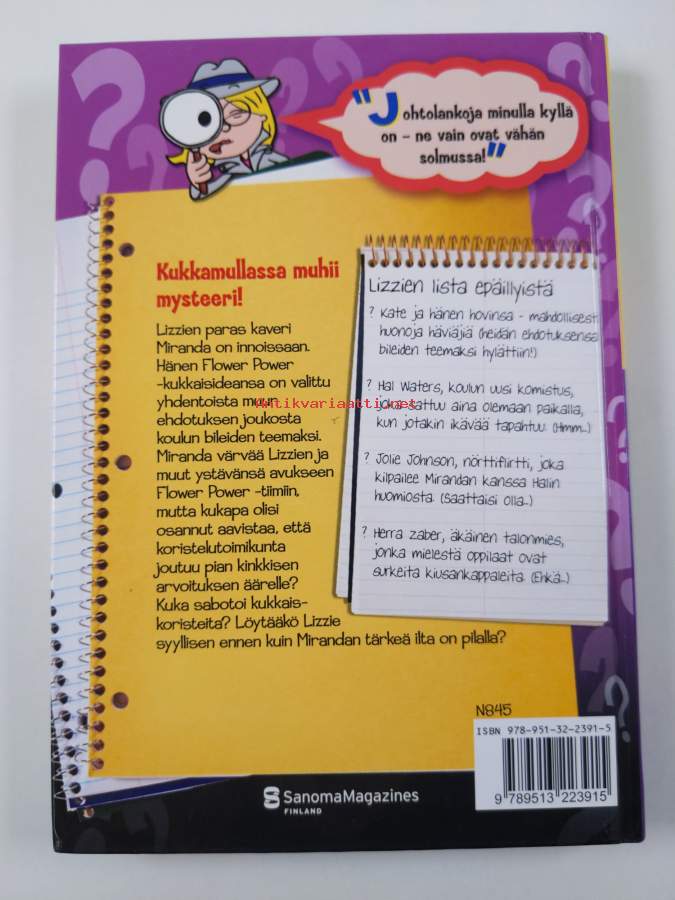 "Johtolankoja minulla kyllä
on – ne vain ovat vähän
solmussa!"
Kukkamullassa muhii
mysteeri!
Lizzien paras kaveri
Miranda on innoissaan.
Hänen Flower Power
-kukkaisideansa on valittu
yhdentoista muun
ehdotuksen joukosta
koulun bileiden teemaksi.
Miranda värvää Lizzien ja
muut ystävänsä avukseen
Flower Power -tiimiin,
mutta kukapa olisi
osannut aavistaa, että
koristelutoimikunta
joutuu pian kinkkisen
arvoituksen äärelle?
Kuka sabotoi kukkais-
koristeita? Löytääkö Lizzie
syyllisen ennen kuin Mirandan tärkeä ilta on pilalla?
Lizzien lista epäillyistä
? Kate ja hänen hovinsa - mahdollisesti
huonoja häviäjiä (heidän ehdotuksensa
bileiden teemaksi hylättiin!)
? Hal Waters, koulun uusi komistus,
joka sattuu aina olemaan paikalla,
kun jotakin ikävää tapahtuu. (Hmm...)
? Jolie Johnson, nörttiflirtti, joka
kilpailee Mirandan kanssa Halin
huomiosta. (Saattaisi olla...)
? Herra Zaber, äkäinen talonmies,
jonka mielestä oppilaat ovat
surkeita kiusankappaleita. (Ehkä...)
Antikvariaatti.net
N845
ISBN 978-951-32-2391-5
9 789513 223915
SanomaMagazines
FINLAND